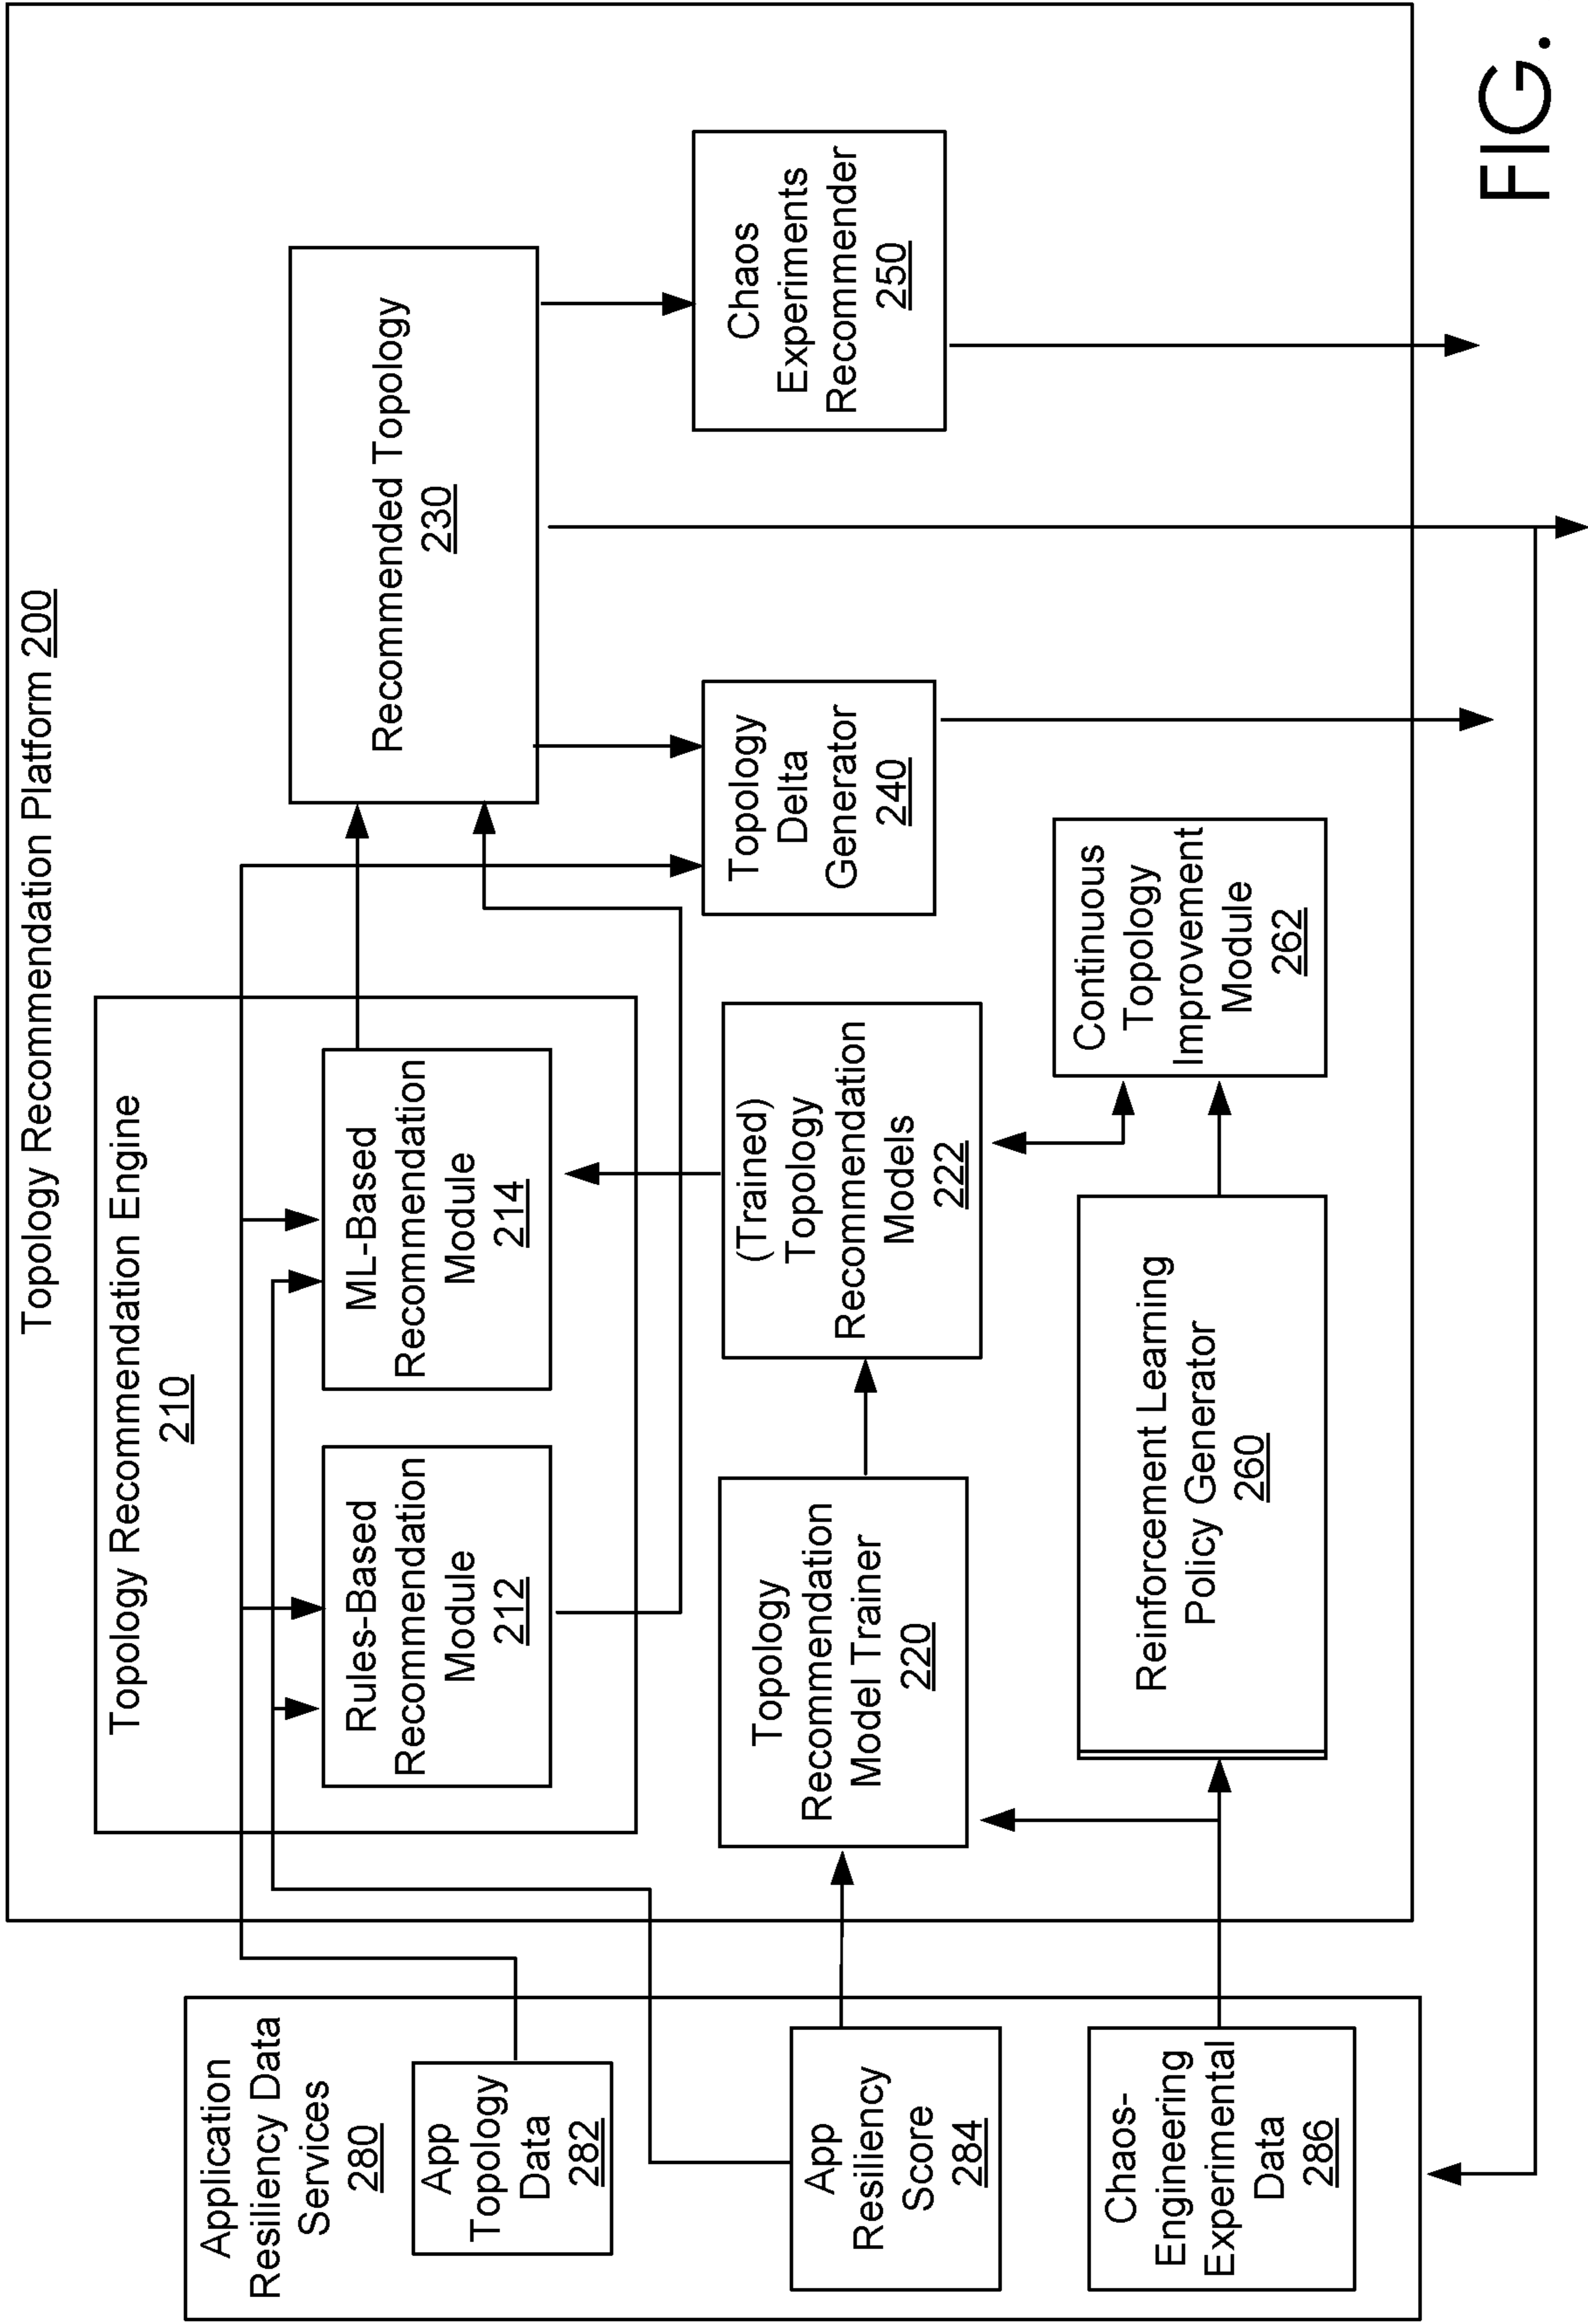 Topology Recommendation Platform 200
Application
Resiliency Data
Services
280
App
Topology
Data
282
App
Resiliency
Score
284
Chaos-
Engineering
Experimental
Data
286
Topology Recommendation Engine
210
Rules-Based
Recommendation
Module
212
ML-Based
Recommendation
Module
214
Topology
Recommendation
Model Trainer
220
(Trained)
Topology
Recommendation
Models
222
Reinforcement Learning
Policy Generator
260
Continuous
Topology
Improvement
Module
262
Recommended Topology
230
Topology
Delta
Generator
240
Chaos
Experiments
Recommender
250
FIG.